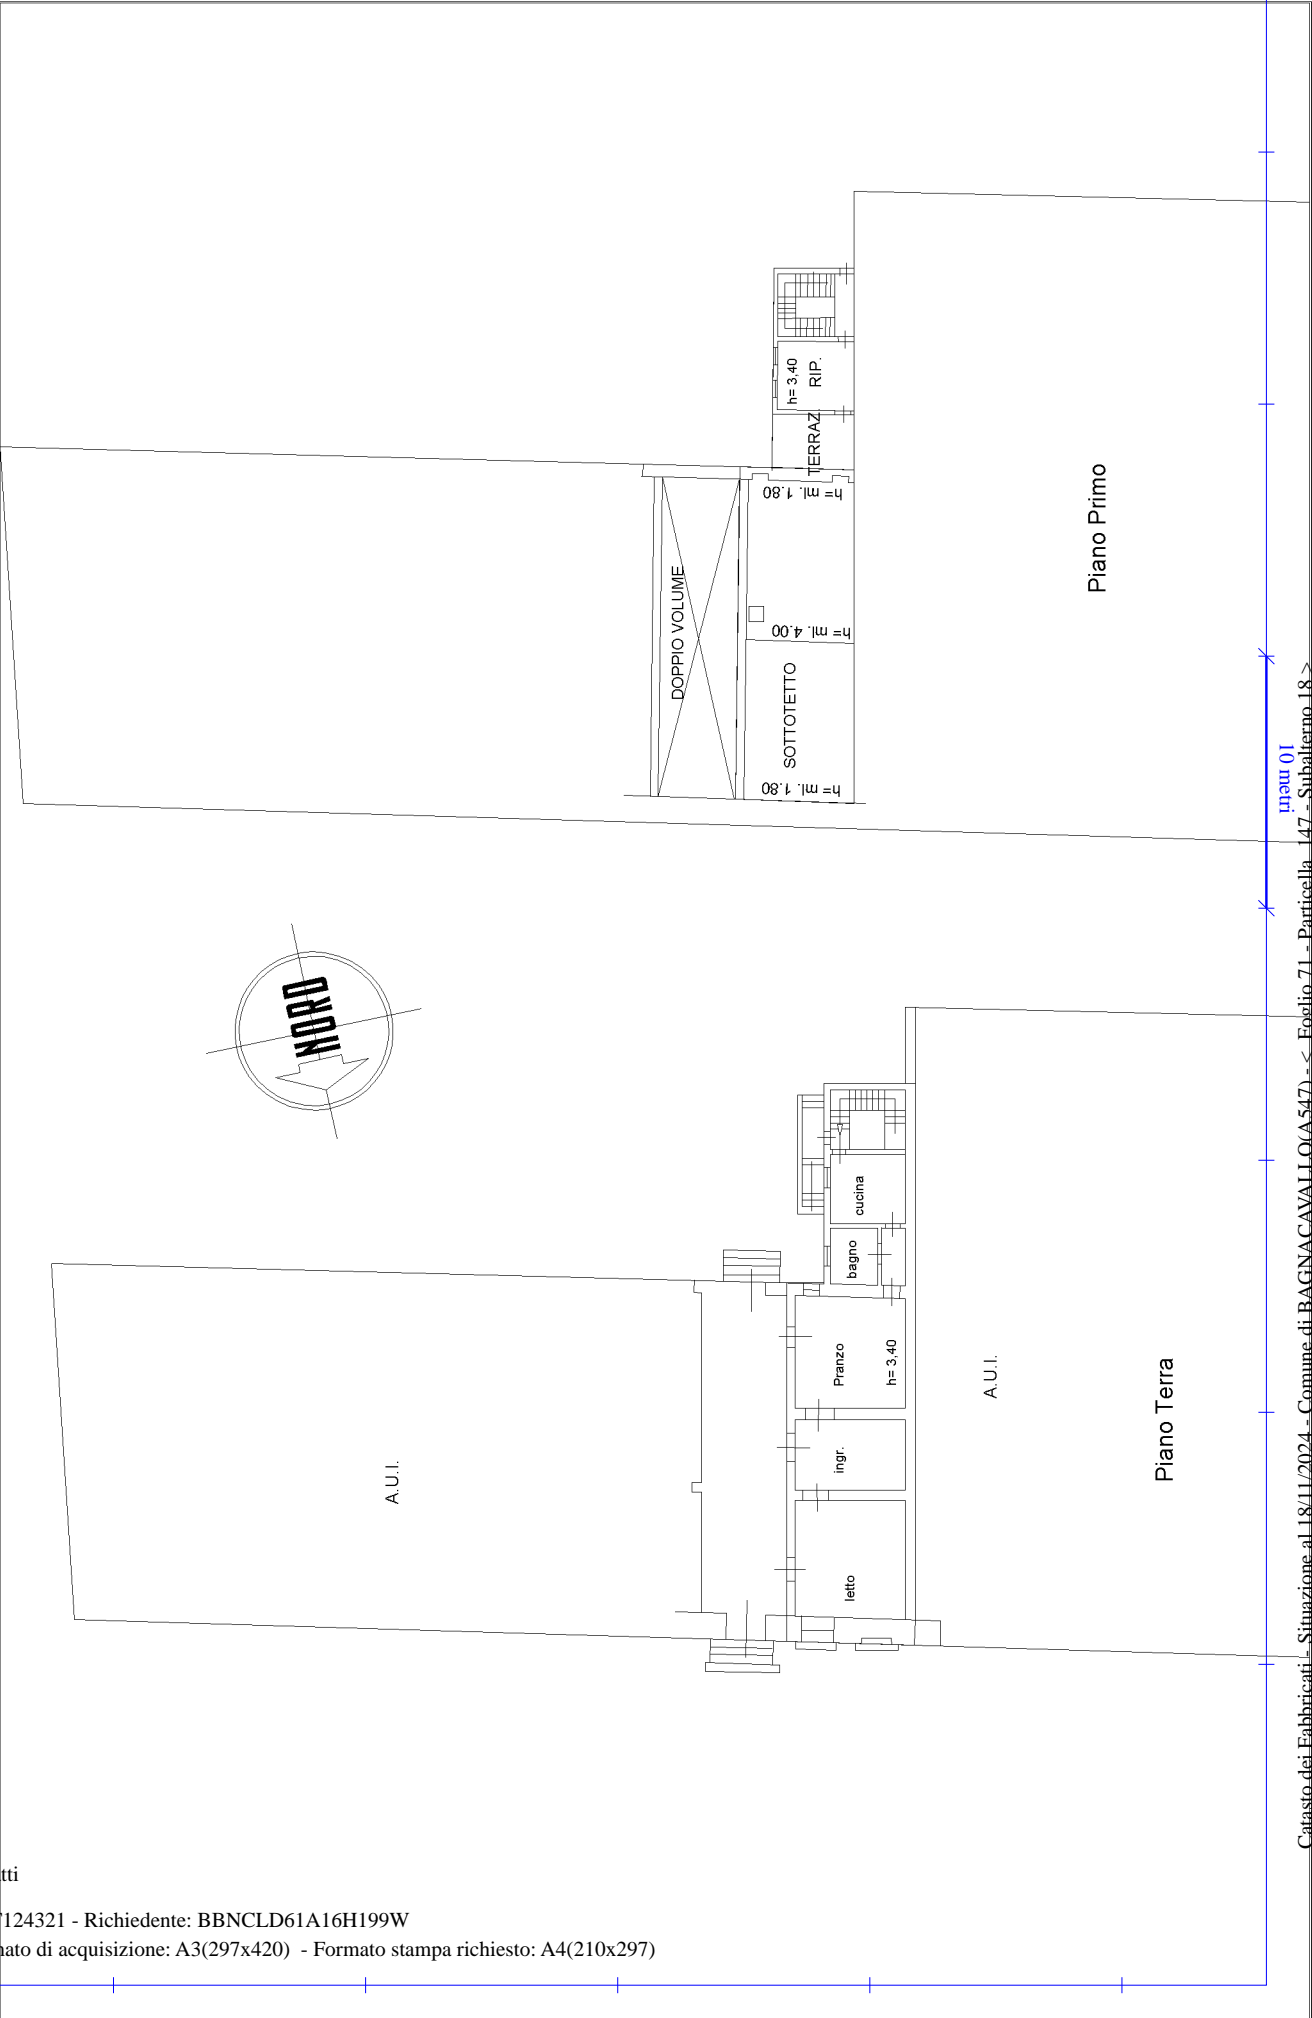 h= 3,40
RIP.
TERRAZ.
h= ml. 1.80
DOPPIO VOLUME
h= ml. 4.00
SOTTOTETTO
h= ml. 1.80
Piano Primo
10 metri
NORD
cucina
bagno
Pranzo
h= 3,40
ingr.
letto
A.U.I.
A.U.I.
Piano Terra
Catasto dei Fabbricati - Situazione al 18/11/2024 - Comune di BAGNACAVALLO(A547) - < Foglio 71 - Particella 147 - Subalterno 18 >
tti
124321 - Richiedente: BBNCLD61A16H199W
nato di acquisizione: A3(297x420) - Formato stampa richiesto: A4(210x297)